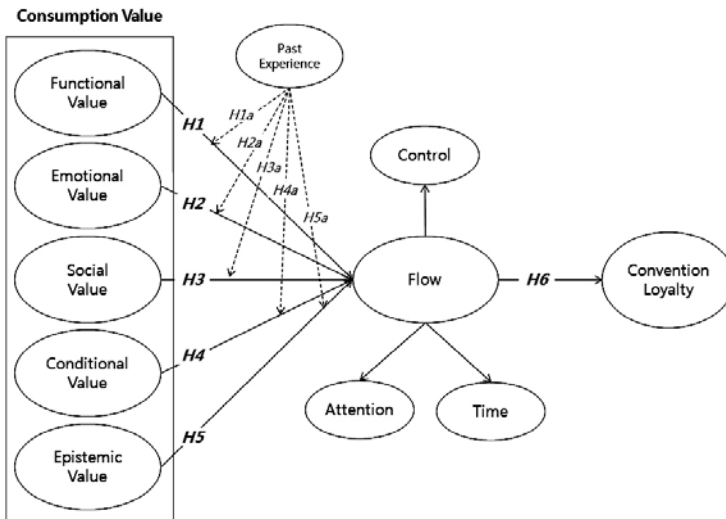 Consumption Value
Functional
Value
Emotional
Value
Social
Value
Conditional
Value
Epistemic
Value
Past
Experience
H1
H2
H3
H4
H5
H1a
H2a
H3a
H4a
H5a
Control
Flow
Attention
Time
H6
Convention
Loyalty